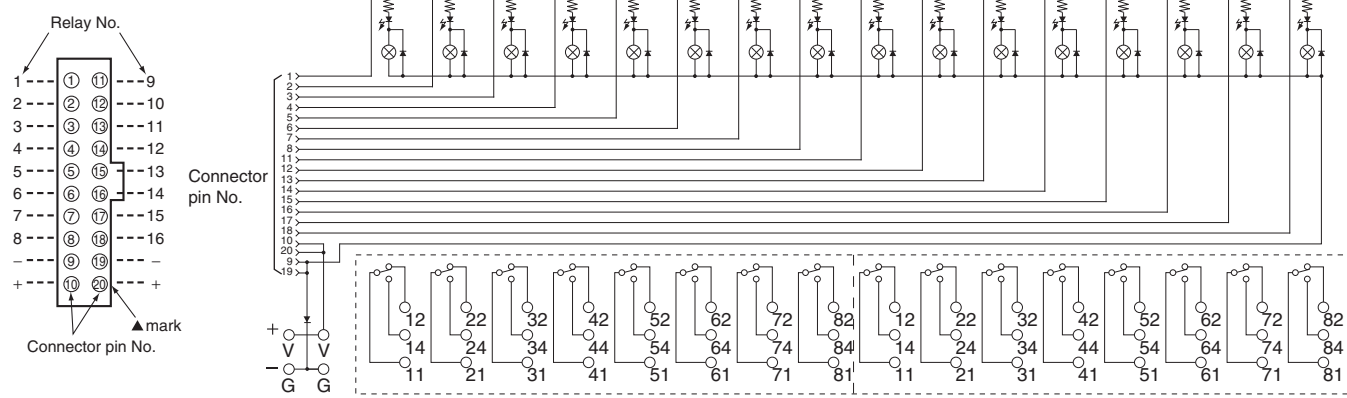 Relay No.
1 ① ⑪ 9
2 ② ⑫ 10
3 ③ ⑬ 11
4 ④ ⑭ 12
5 ⑤ ⑮ 13
6 ⑥ ⑯ 14
7 ⑦ ⑰ 15
8 ⑧ ⑱ 16
− ⑨ ⑲ −
+ ⑩ ⑳ +
▲mark
Connector pin No.
Connector
pin No.
1
2
3
4
5
6
7
8
11
12
13
14
15
16
17
18
10
20
9
19
+ V V
− G G
12 22 32 42 52 62 72 82 12 22 32 42 52 62 72 82
14 24 34 44 54 64 74 84 14 24 34 44 54 64 74 84
11 21 31 41 51 61 71 81 11 21 31 41 51 61 71 81